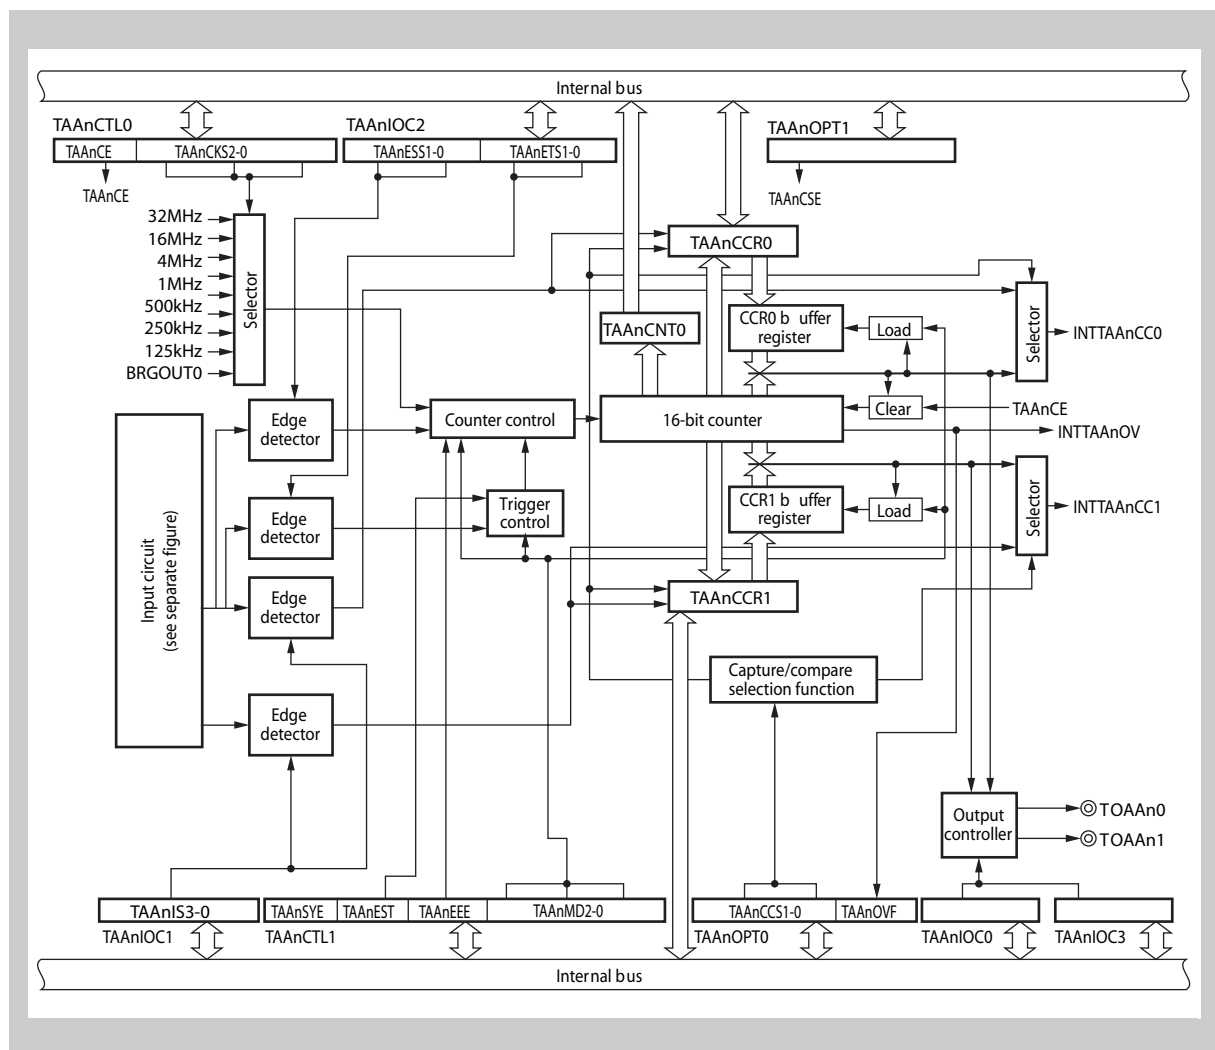 Internal bus
TAAnCTL0
TAAnIOC2
TAAnOPT1
TAAnCE
TAAnCKS2-0
TAAnESS1-0
TAAnETS1-0
TAAnCE
TAAnCSE
32MHz
16MHz
4MHz
1MHz
500kHz
250kHz
125kHz
BRGOUT0
Selector
TAAnCCR0
TAAnCNT0
CCR0 b uffer
register
Load
Selector
INTTAAnCC0
Edge
detector
Counter control
16-bit counter
Clear
TAAnCE
INTTAAnOV
Input circuit
(see separate figure)
Edge
detector
Trigger
control
CCR1 b uffer
register
Load
Selector
INTTAAnCC1
Edge
detector
TAAnCCR1
Capture/compare
selection function
Edge
detector
Output
controller
TOAAn0
TOAAn1
TAAnIS3-0
TAAnSYE
TAAnEST
TAAnEEE
TAAnMD2-0
TAAnCCS1-0
TAAnOVF
TAAnIOC1
TAAnCTL1
TAAnOPT0
TAAnIOC0
TAAnIOC3
Internal bus